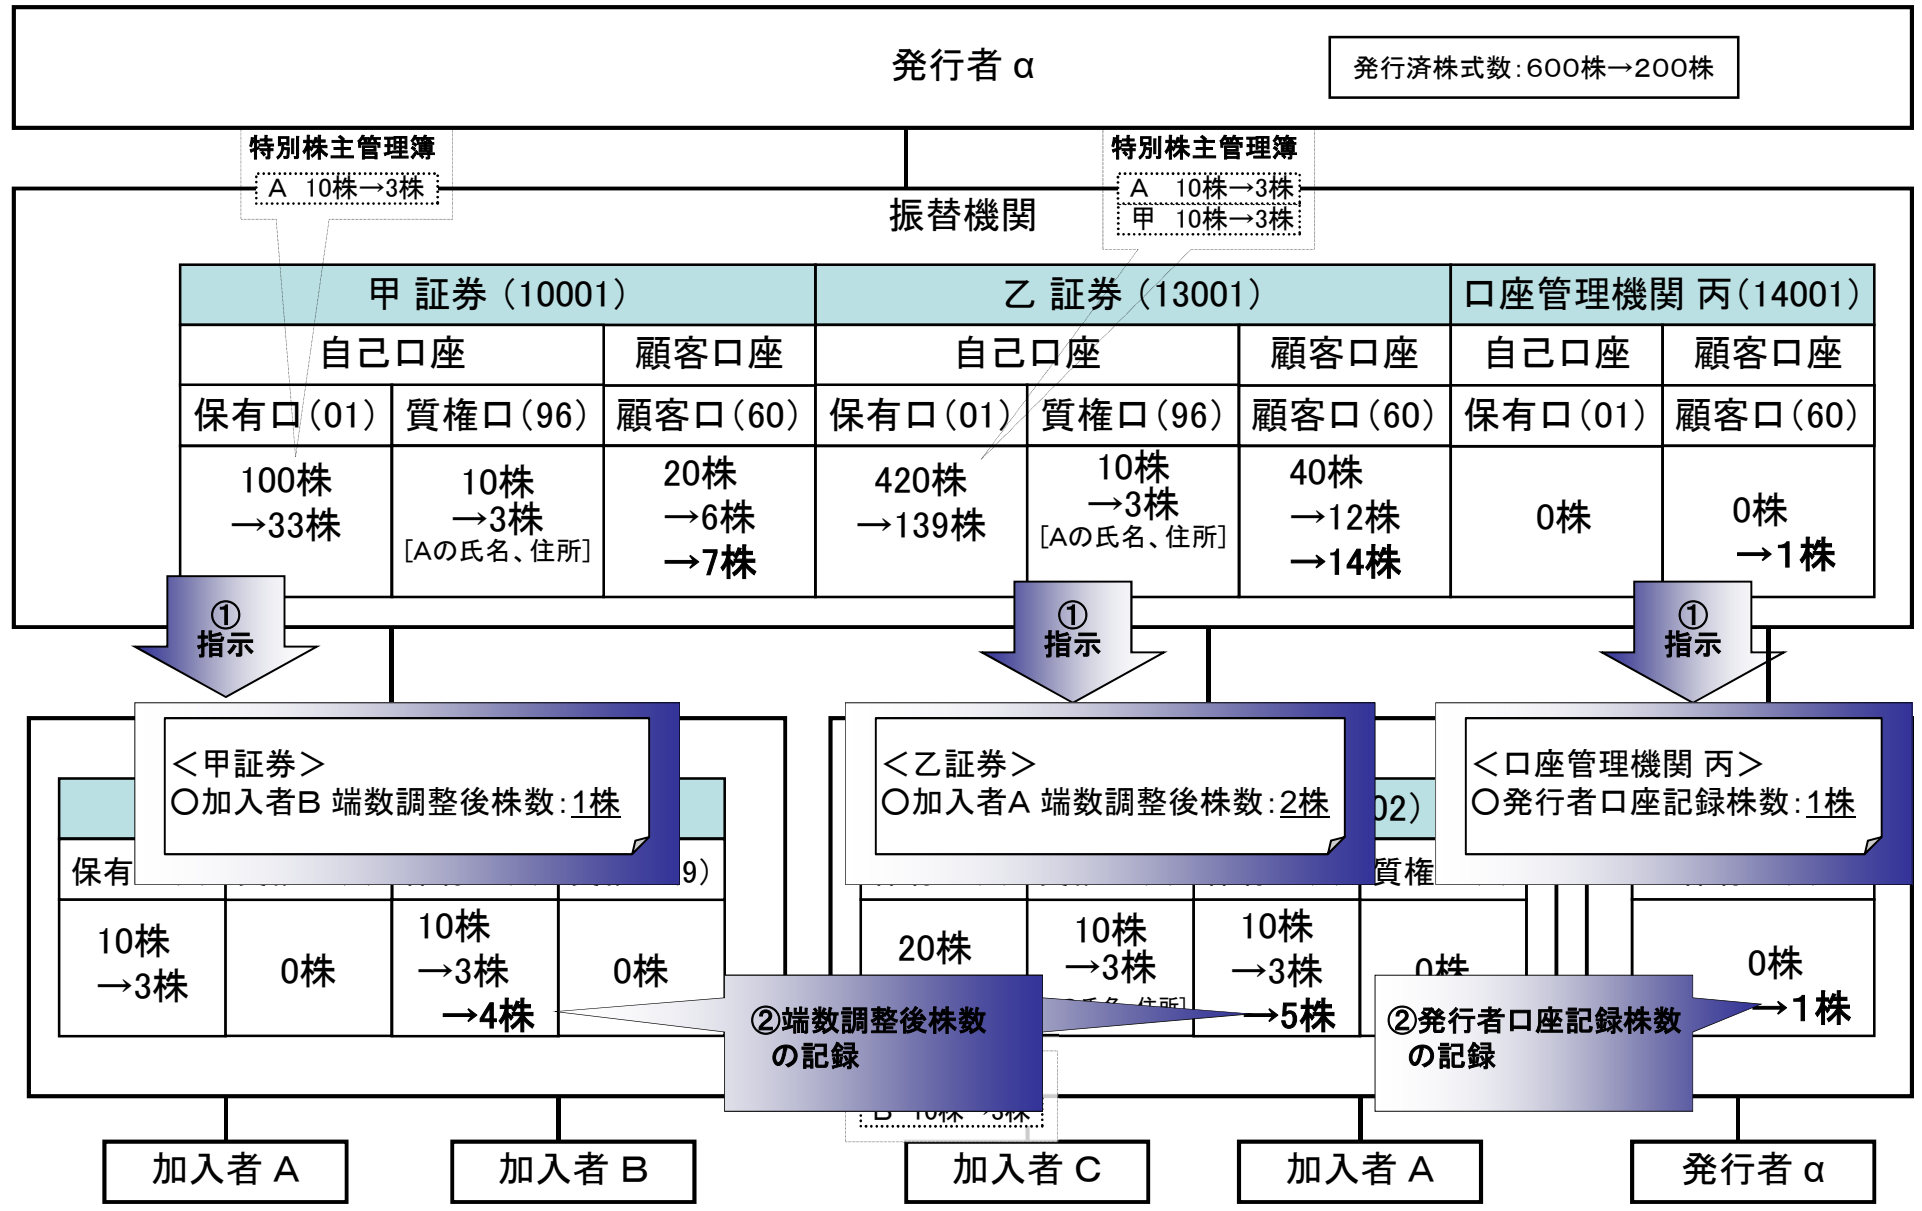 発行者 α
発行済株式数：600株→200株
特別株主管理簿
A 10株→3株
特別株主管理簿
A 10株→3株
甲 10株→3株
振替機関
甲 証券（10001）
乙 証券（13001）
口座管理機関 丙（14001）
自己口座
顧客口座
自己口座
顧客口座
自己口座
顧客口座
保有口（01）
質権口（96）
顧客口（60）
保有口（01）
質権口（96）
顧客口（60）
保有口（01）
顧客口（60）
100株
→33株
10株
→3株
[Aの氏名、住所]
20株
→6株
→7株
420株
→139株
10株
→3株
[Aの氏名、住所]
40株
→12株
→14株
0株
0株
→1株
①
指示
①
指示
①
指示
＜甲証券＞
○加入者B 端数調整後株数：1株
＜乙証券＞
○加入者A 端数調整後株数：2株
＜口座管理機関 丙＞
○発行者口座記録株数：1株
02）
保有
9）
質権
10株
→3株
0株
10株
→3株
→4株
0株
20株
10株
→3株
住所]
10株
→3株
→5株
0株
0株
→1株
②端数調整後株数
の記録
②発行者口座記録株数
の記録
B 10株→3株
加入者 A
加入者 B
加入者 C
加入者 A
発行者 α